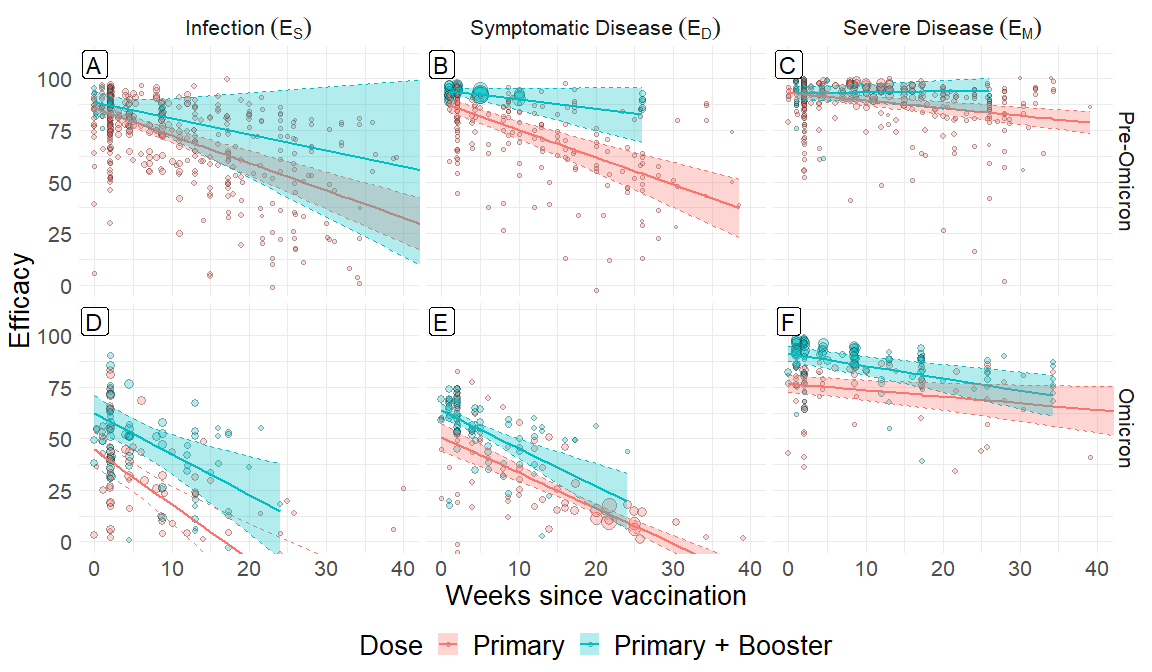 Infection (E_S) Symptomatic Disease (E_D) Severe Disease (E_M)
A B C
100
75
50
25
0
Pre-Omicron
Efficacy
D E F
100
75
50
25
0
Omicron
0 10 20 30 40 0 10 20 30 40 0 10 20 30 40
Weeks since vaccination
Dose Primary Primary + Booster